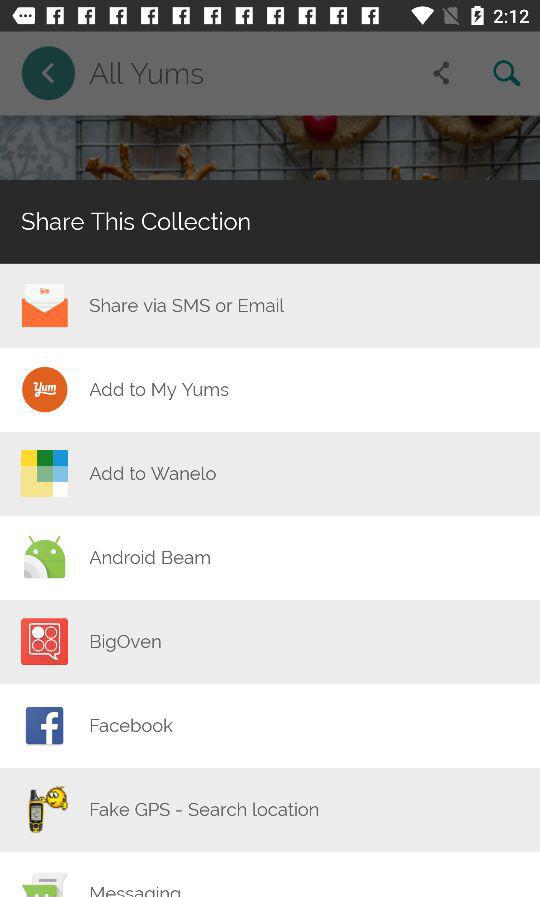 2:12
All Yums
Share This Collection
Share via SMS or Email
Yum
Add to My Yums
Add to Wanelo
Android Beam
BigOven
Facebook
Fake GPS - Search location
Messaging